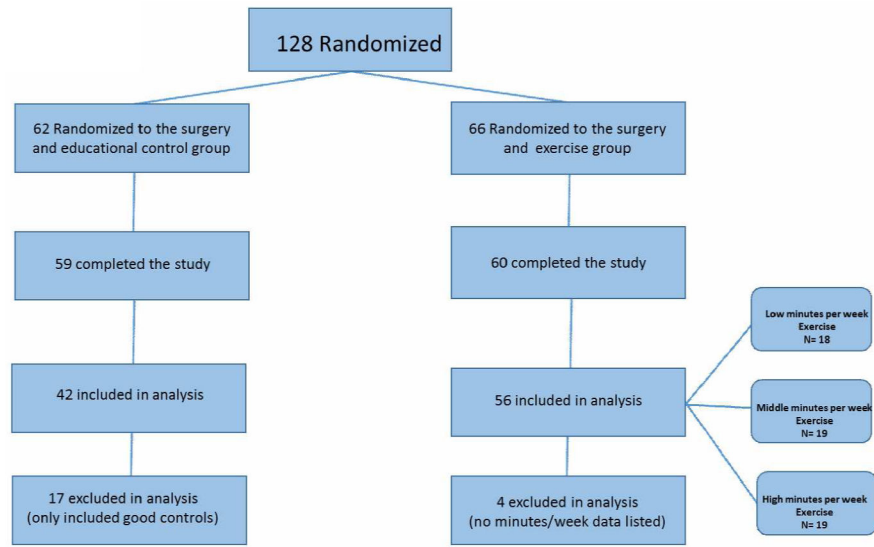 128 Randomized
62 Randomized to the surgery
and educational control group
66 Randomized to the surgery
and exercise group
59 completed the study
60 completed the study
42 included in analysis
56 included in analysis
Low minutes per week
Exercise
N= 18
Middle minutes per week
Exercise
N= 19
High minutes per week
Exercise
N= 19
17 excluded in analysis
(only included good controls)
4 excluded in analysis
(no minutes/week data listed)